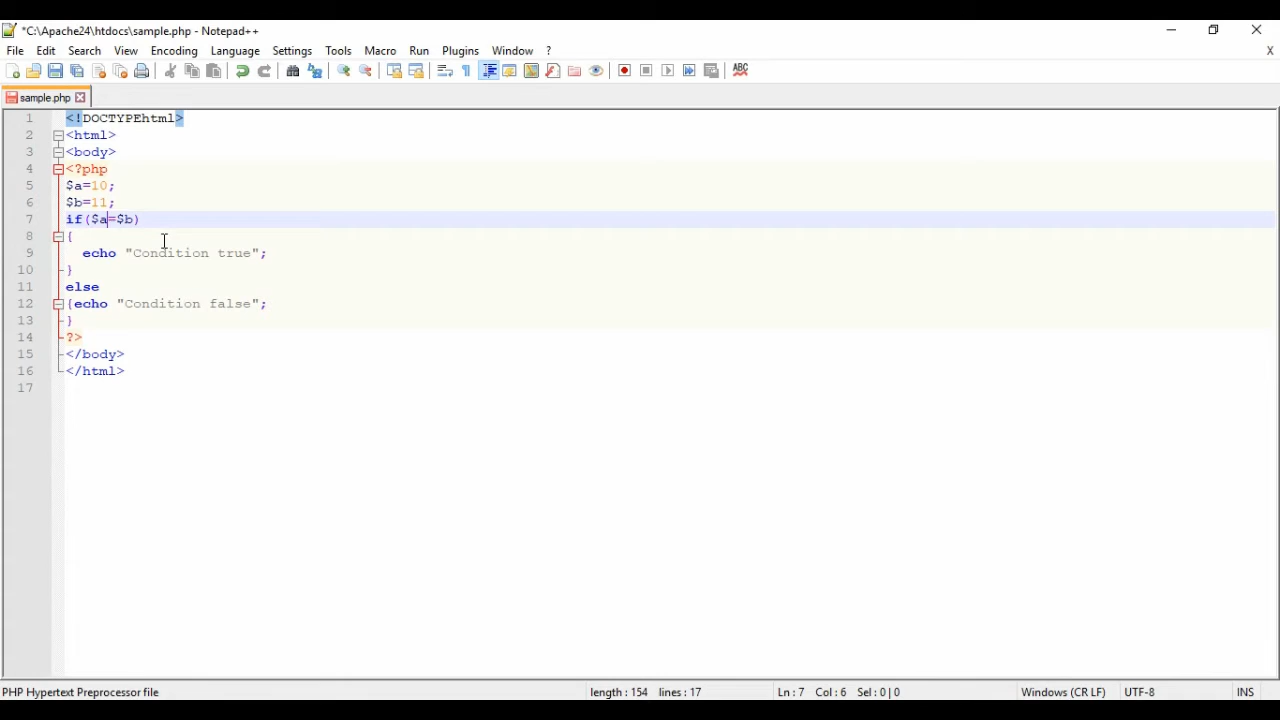 *C:\Apache24\htdocs\sample.php - Notepad++
File Edit Search View Encoding Language Settings Tools Macro Run Plugins Window ? X
ABC
sample.php
1 <!DOCTYPEhtml>
2 <html>
3 <body>
4 <?php
5 $a=10;
6 $b=11;
7 if($a=$b)
8 {
9 echo "Condition true";
10 }
11 else
12 {echo "Condition false";
13 }
14 ?>
15 </body>
16 </html>
17
PHP Hypertext Preprocessor file length : 154 lines : 17 Ln : 7 Col : 6 Sel : 0 | 0 Windows (CR LF) UTF-8 INS